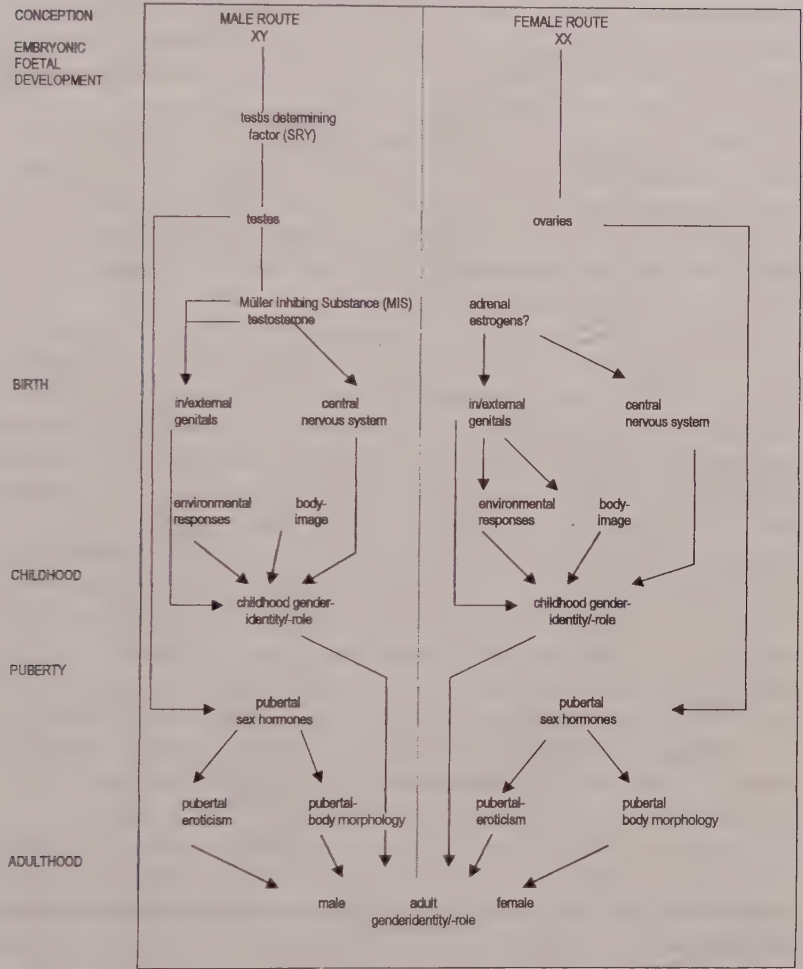 CONCEPTION
MALE ROUTE
XY
FEMALE ROUTE
XX
EMBRYONIC
FOETAL
DEVELOPMENT
testis determining
factor (SRY)
testes
ovaries
Müller Inhibing Substance (MIS)
testosterone
adrenal
estrogens?
BIRTH
in/external
genitals
central
nervous system
in/external
genitals
central
nervous system
environmental
responses
body-
image
environmental
responses
body-
image
CHILDHOOD
childhood gender-
identity/-role
childhood gender-
identity/-role
PUBERTY
pubertal
sex hormones
pubertal
sex hormones
pubertal
eroticism
pubertal-
body morphology
pubertal-
eroticism
pubertal
body morphology
ADULTHOOD
male
adult
genderidentity/-role
female